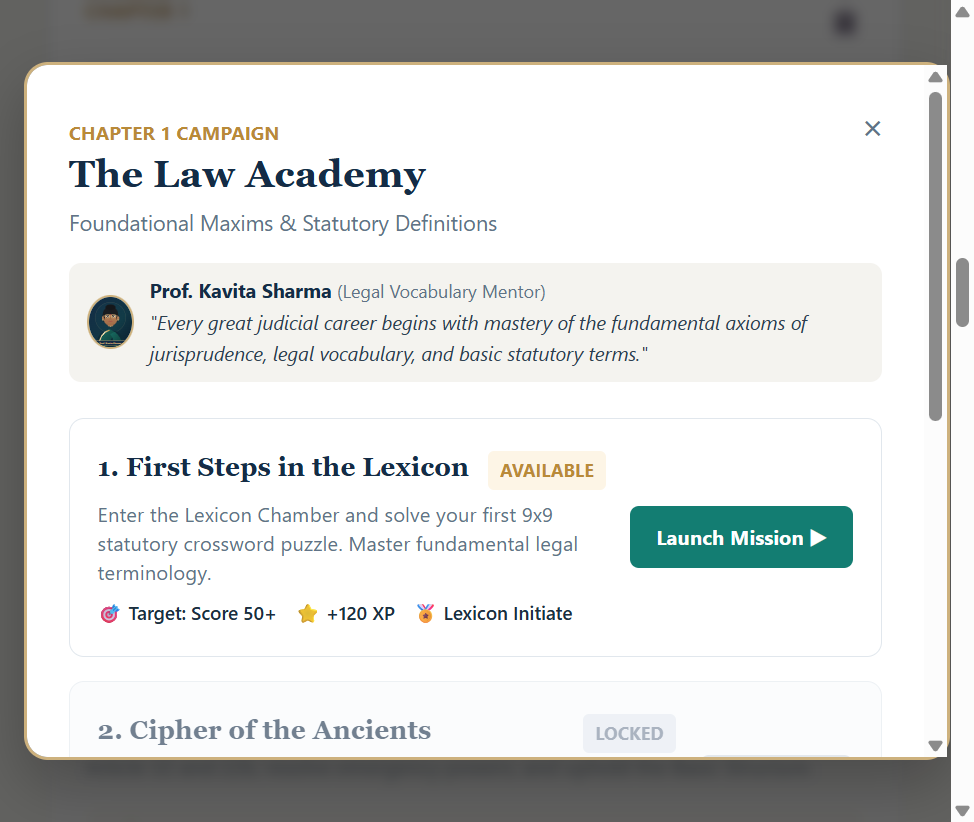 CHAPTER 1 CAMPAIGN
×
The Law Academy
Foundational Maxims & Statutory Definitions
Prof. Kavita Sharma (Legal Vocabulary Mentor)
"Every great judicial career begins with mastery of the fundamental axioms of
jurisprudence, legal vocabulary, and basic statutory terms."
1. First Steps in the Lexicon
AVAILABLE
Enter the Lexicon Chamber and solve your first 9x9
statutory crossword puzzle. Master fundamental legal
terminology.
Launch Mission ▶
🎯 Target: Score 50+ ⭐ +120 XP 🏅 Lexicon Initiate
2. Cipher of the Ancients
LOCKED